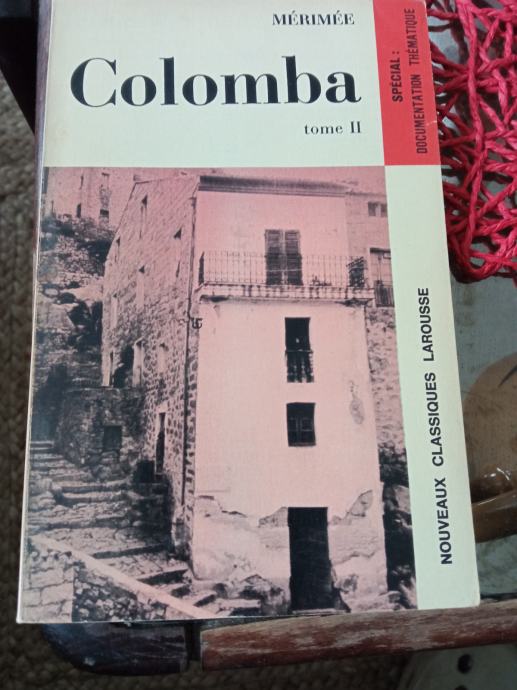 MÉRIMÉE
Colomba
tome II
SPÉCIAL :
DOCUMENTATION THÉMATIQUE
NOUVEAUX CLASSIQUES LAROUSSE